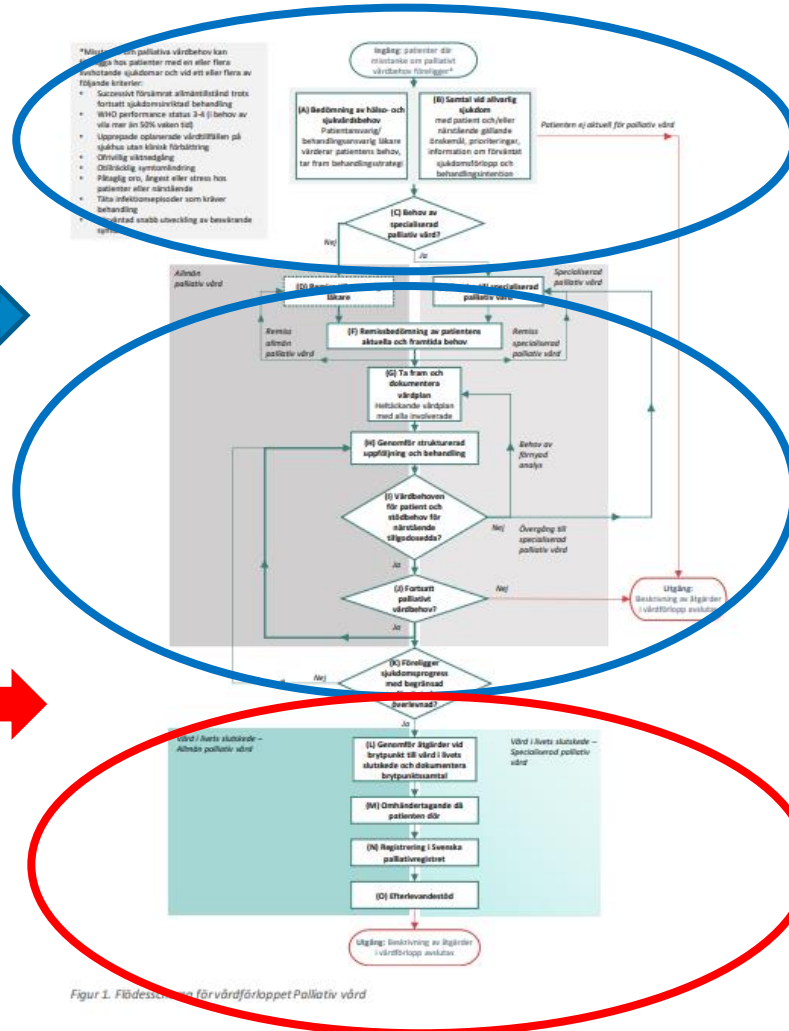 *Misstanke om palliativa vårdbehov kan
föreligga hos patienter med en eller flera
livshotande sjukdomar och vid ett eller flera av
följande kriterier:
• Successivt försämrat allmäntillstånd trots
fortsatt sjukdomsinriktad behandling
• WHO performance status 3-4 (i behov av
vila mer än 50% vaken tid)
• Upprepade oplanerade vårdtillfällen på
sjukhus utan klinisk förbättring
• Ofrivillig viktnedgång
• Otillräcklig symtomlindring
• Påtaglig oro, ångest eller stress hos
patienter eller närstående
• Täta infektionsepisoder som kräver
behandling
• snabb utveckling av besvärande
Ingång: patienter där
misstanke om palliativt
vårdbehov föreligger*
(A) Bedömning av hälso- och
sjukvårdsbehov
Patientansvarig/
behandlingsansvarig läkare
värderar patientens behov,
tar fram behandlingsstrategi
(B) Samtal vid allvarlig
sjukdom
med patient och/eller
närstående gällande
önskemål, prioriteringar,
information om förväntat
sjukdomsförlopp och
behandlingsintention
Patienten ej aktuell för palliativ vård
(C) Behov av
specialiserad
palliativ vård?
Nej
Ja
Allmän
palliativ vård
Specialiserad
palliativ vård
(D)
läkare
till specialiserad
palliativ vård
(F) Remissbedömning av patientens
aktuella och framtida behov
Remiss
allmän
palliativ vård
Remiss
specialiserad
palliativ vård
(G) Ta fram och
dokumentera
vårdplan
Heltäckande vårdplan
med alla involverade
(H) Genomför strukturerad
uppföljning och behandling
Behov av
förnyad
analys
(I) Vårdbehoven
för patient och
stödbehov för
närstående
tillgodosedda?
Nej
Övergång till
specialiserad
palliativ vård
Ja
(J) Fortsatt
palliativt
vårdbehov?
Nej
Utgång:
Beskrivning av åtgärder
i vårdförlopp avslutas
Ja
(K) Föreligger
sjukdomsprogress
med begränsad
överlevnad?
Nej
Ja
Vård i livets slutskede –
Allmän palliativ vård
Vård i livets slutskede –
Specialiserad palliativ
vård
(L) Genomför åtgärder vid
brytpunkt till vård i livets
slutskede och dokumentera
brytpunktssamtal
(M) Omhändertagande då
patienten dör
(N) Registrering i Svenska
palliativregistret
(O) Efterlevandestöd
Utgång: Beskrivning av åtgärder
i vårdförlopp avslutas
Figur 1. Flödesschema för vårdförloppet Palliativ vård